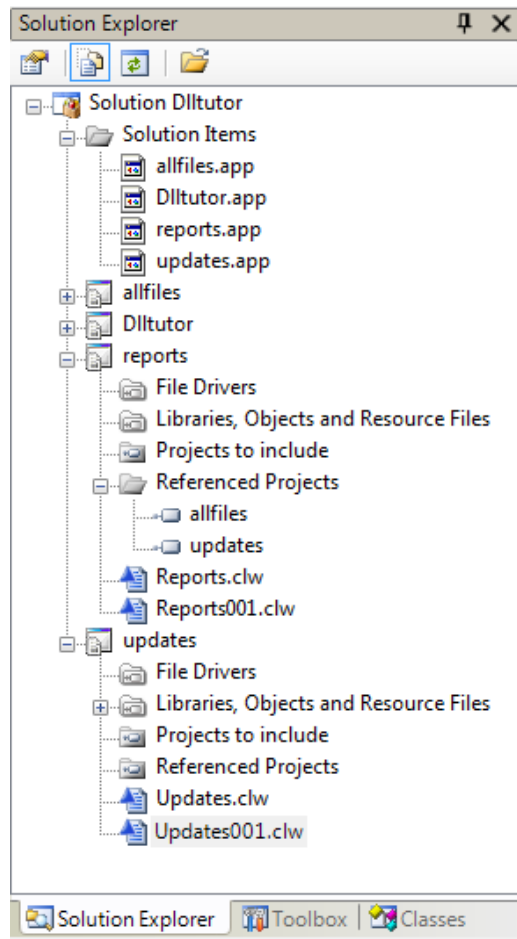 Solution Explorer
Solution Dlltutor
Solution Items
allfiles.app
Dlltutor.app
reports.app
updates.app
allfiles
Dlltutor
reports
File Drivers
Libraries, Objects and Resource Files
Projects to include
Referenced Projects
allfiles
updates
Reports.clw
Reports001.clw
updates
File Drivers
Libraries, Objects and Resource Files
Projects to include
Referenced Projects
Updates.clw
Updates001.clw
Solution Explorer Toolbox Classes